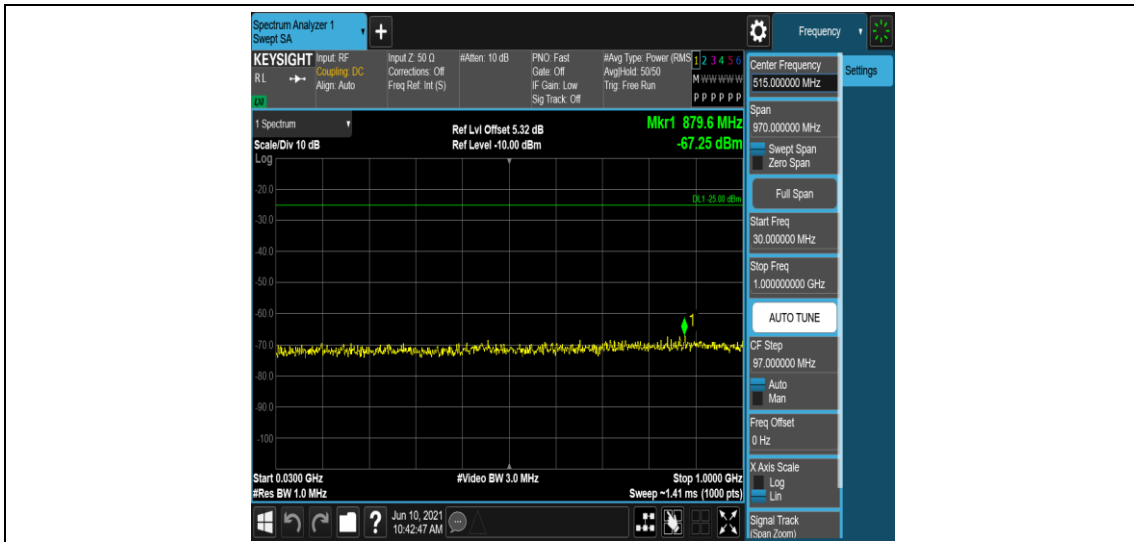 Spectrum Analyzer 1
Swept SA
+
Frequency
KEYSIGHT
RL
LXI
Input: RF
Coupling: DC
Align: Auto
Input Z: 50 Ω
Corrections: Off
Freq Ref: Int (S)
#Atten: 10 dB
PNO: Fast
Gate: Off
IF Gain: Low
Sig Track: Off
#Avg Type: Power (RMS
Avg|Hold: 50/50
Trig: Free Run
1 2 3 4 5 6
M W W W W W
P P P P P P
1 Spectrum
Scale/Div 10 dB
Ref Lvl Offset 5.32 dB
Ref Level -10.00 dBm
Mkr1 879.6 MHz
-67.25 dBm
Log
-20.0
DL1 -25.00 dBm
-30.0
-40.0
-50.0
-60.0
1
-70.0
-80.0
-90.0
-100
Start 0.0300 GHz
#Res BW 1.0 MHz
#Video BW 3.0 MHz
Stop 1.0000 GHz
Sweep ~1.41 ms (1000 pts)
?
Jun 10, 2021
10:42:47 AM
Center Frequency
515.000000 MHz
Settings
Span
970.000000 MHz
Swept Span
Zero Span
Full Span
Start Freq
30.000000 MHz
Stop Freq
1.000000000 GHz
AUTO TUNE
CF Step
97.000000 MHz
Auto
Man
Freq Offset
0 Hz
X Axis Scale
Log
Lin
Signal Track
(Span Zoom)